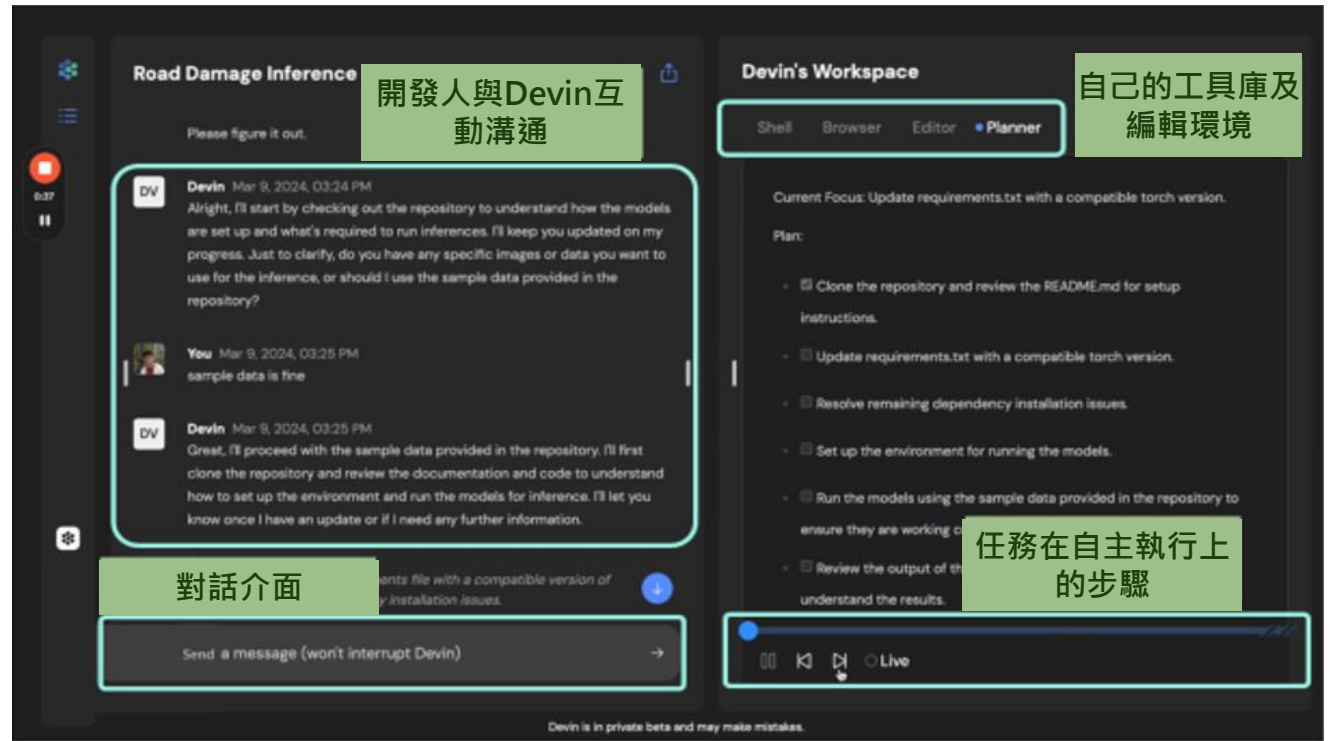 Road Damage Inference
開發人與Devin互
動溝通
Please figure it out.
DV
Devin Mar 9, 2024, 03:24 PM
Alright, I'll start by checking out the repository to understand how the models
are set up and what's required to run inferences. I'll keep you updated on my
progress. Just to clarify, do you have any specific images or data you want to
use for the inference, or should I use the sample data provided in the
repository?
You Mar 9, 2024, 03:25 PM
sample data is fine
DV
Devin Mar 9, 2024, 03:25 PM
Great, I'll proceed with the sample data provided in the repository. I'll first
clone the repository and review the documentation and code to understand
how to set up the environment and run the models for inference. I'll let you
know once I have an update or if I need any further information.
對話介面
ents file with a compatible version of
y installation issues.
Send a message (won't interrupt Devin)
0:37
Devin's Workspace
自己的工具庫及
編輯環境
Shell Browser Editor Planner
Current Focus: Update requirements.txt with a compatible torch version.
Plan:
Clone the repository and review the README.md for setup
instructions.
Update requirements.txt with a compatible torch version.
Resolve remaining dependency installation issues.
Set up the environment for running the models.
Run the models using the sample data provided in the repository to
ensure they are working
任務在自主執行上
的步驟
Review the output of
understand the results.
Live
Devin is in private beta and may make mistakes.